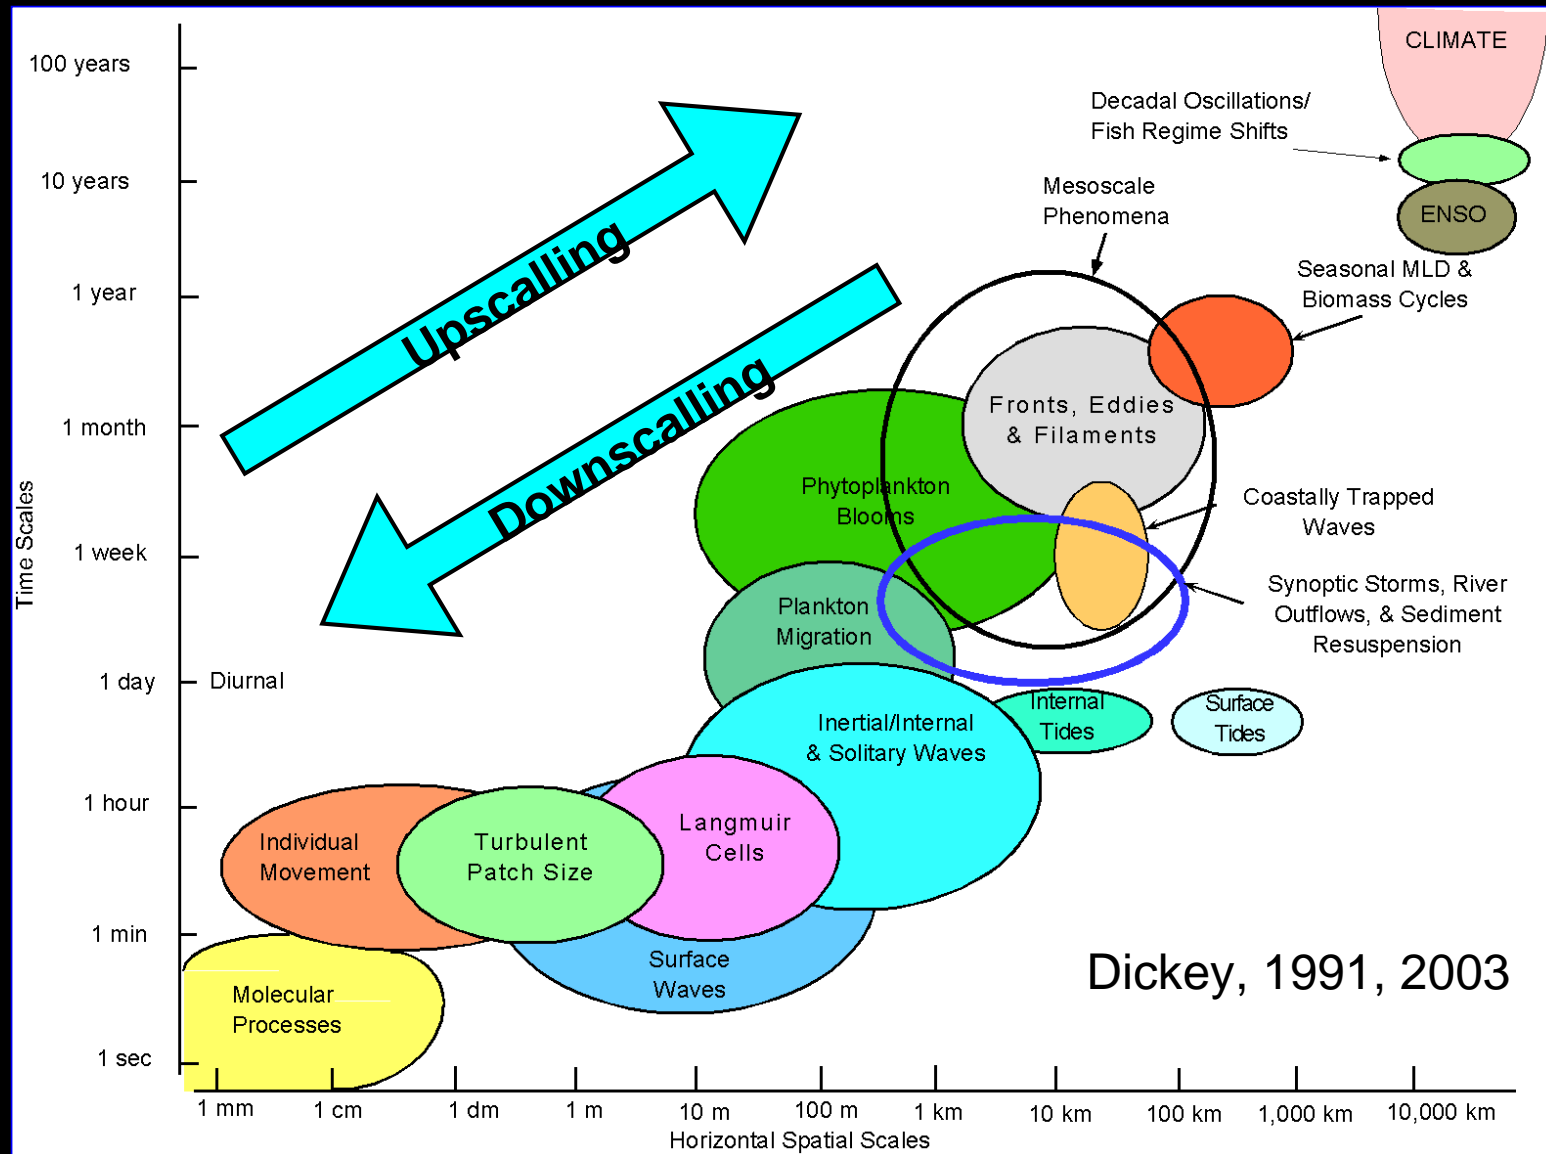 CLIMATE
100 years
Decadal Oscillations/
Fish Regime Shifts
10 years
Mesoscale
Phenomena
ENSO
Upscalling
Seasonal MLD &
Biomass Cycles
1 year
Downscalling
Fronts, Eddies
& Filaments
1 month
Phytoplankton
Blooms
Coastally Trapped
Waves
Time Scales
1 week
Synoptic Storms, River
Outflows, & Sediment
Resuspension
Plankton
Migration
1 day
Diurnal
Internal
Tides
Surface
Tides
Inertial/Internal
& Solitary Waves
1 hour
Individual
Movement
Turbulent
Patch Size
Langmuir
Cells
1 min
Surface
Waves
Dickey, 1991, 2003
Molecular
Processes
1 sec
1 mm 1 cm 1 dm 1 m 10 m 100 m 1 km 10 km 100 km 1,000 km 10,000 km
Horizontal Spatial Scales